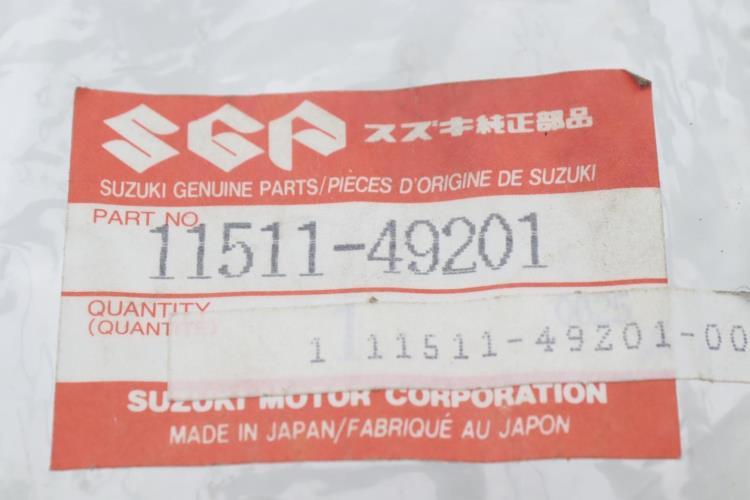 SGP スズキ純正部品
SUZUKI GENUINE PARTS/PIÈCES D'ORIGINE DE SUZUKI
PART NO.
11511-49201
QUANTITY
(QUANTITÉ)
1 11511-49201-00
SUZUKI MOTOR CORPORATION
MADE IN JAPAN/FABRIQUÉ AU JAPON